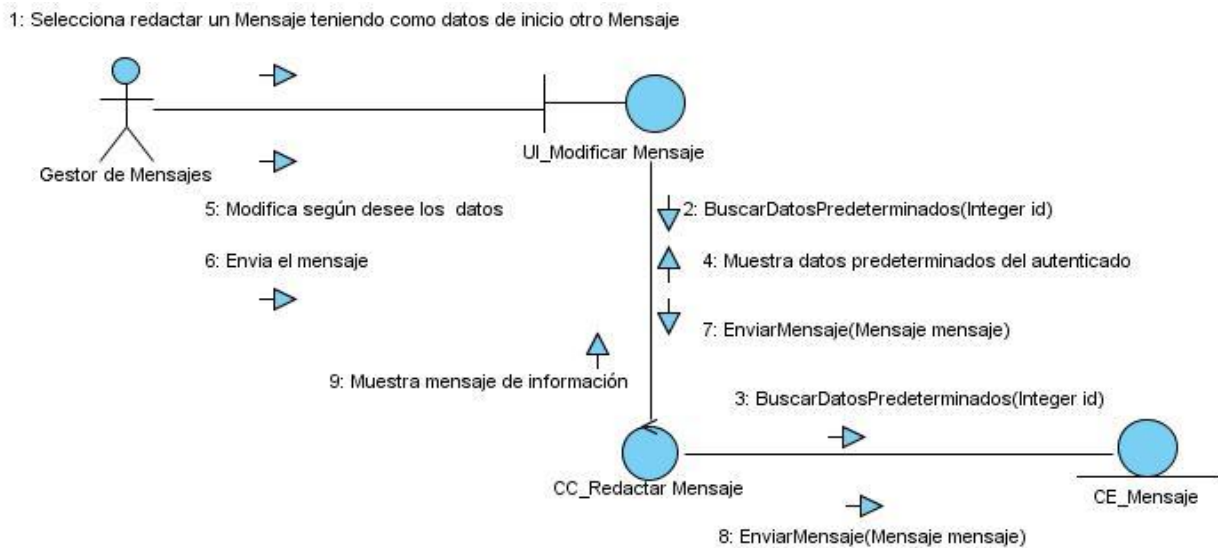 1: Selecciona redactar un Mensaje teniendo como datos de inicio otro Mensaje
Gestor de Mensajes
UI_Modificar Mensaje
5: Modifica según desee los datos
2: BuscarDatosPredeterminados(Integer id)
6: Envia el mensaje
4: Muestra datos predeterminados del autenticado
7: EnviarMensaje(Mensaje mensaje)
9: Muestra mensaje de información
3: BuscarDatosPredeterminados(Integer id)
CC_Redactar Mensaje
CE_Mensaje
8: EnviarMensaje(Mensaje mensaje)